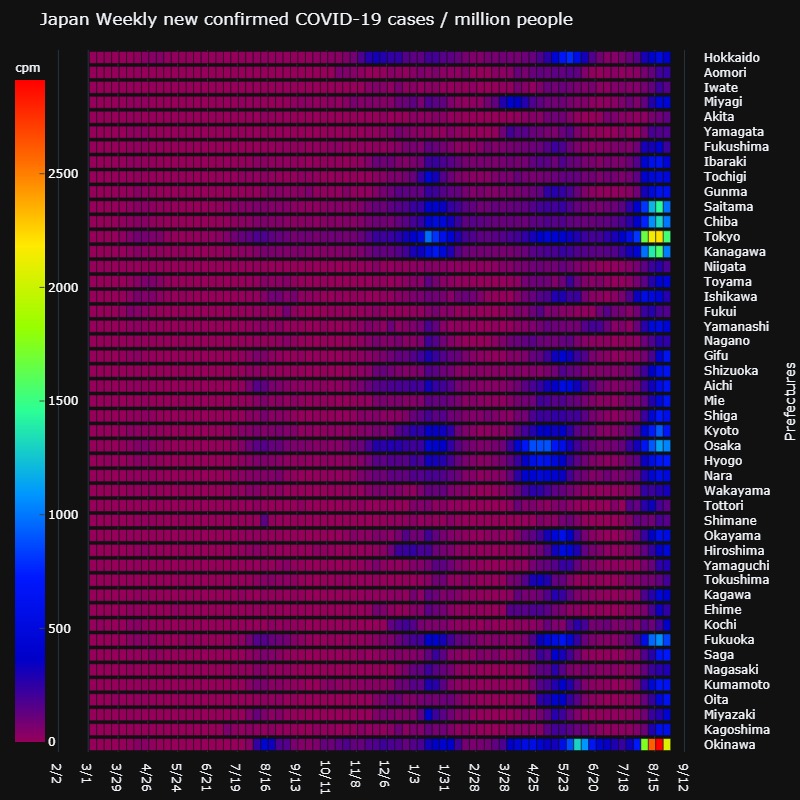 Japan Weekly new confirmed COVID-19 cases / million people
cpm
2500
2000
1500
1000
500
0
Hokkaido
Aomori
Iwate
Miyagi
Akita
Yamagata
Fukushima
Ibaraki
Tochigi
Gunma
Saitama
Chiba
Tokyo
Kanagawa
Niigata
Toyama
Ishikawa
Fukui
Yamanashi
Nagano
Gifu
Shizuoka
Aichi
Mie
Shiga
Kyoto
Osaka
Hyogo
Nara
Wakayama
Tottori
Shimane
Okayama
Hiroshima
Yamaguchi
Tokushima
Kagawa
Ehime
Kochi
Fukuoka
Saga
Nagasaki
Kumamoto
Oita
Miyazaki
Kagoshima
Okinawa
Prefectures
2/2 3/1 3/29 4/26 5/24 6/21 7/19 8/16 9/13 10/11 11/8 12/6 1/3 1/31 2/28 3/28 4/25 5/23 6/20 7/18 8/15 9/12